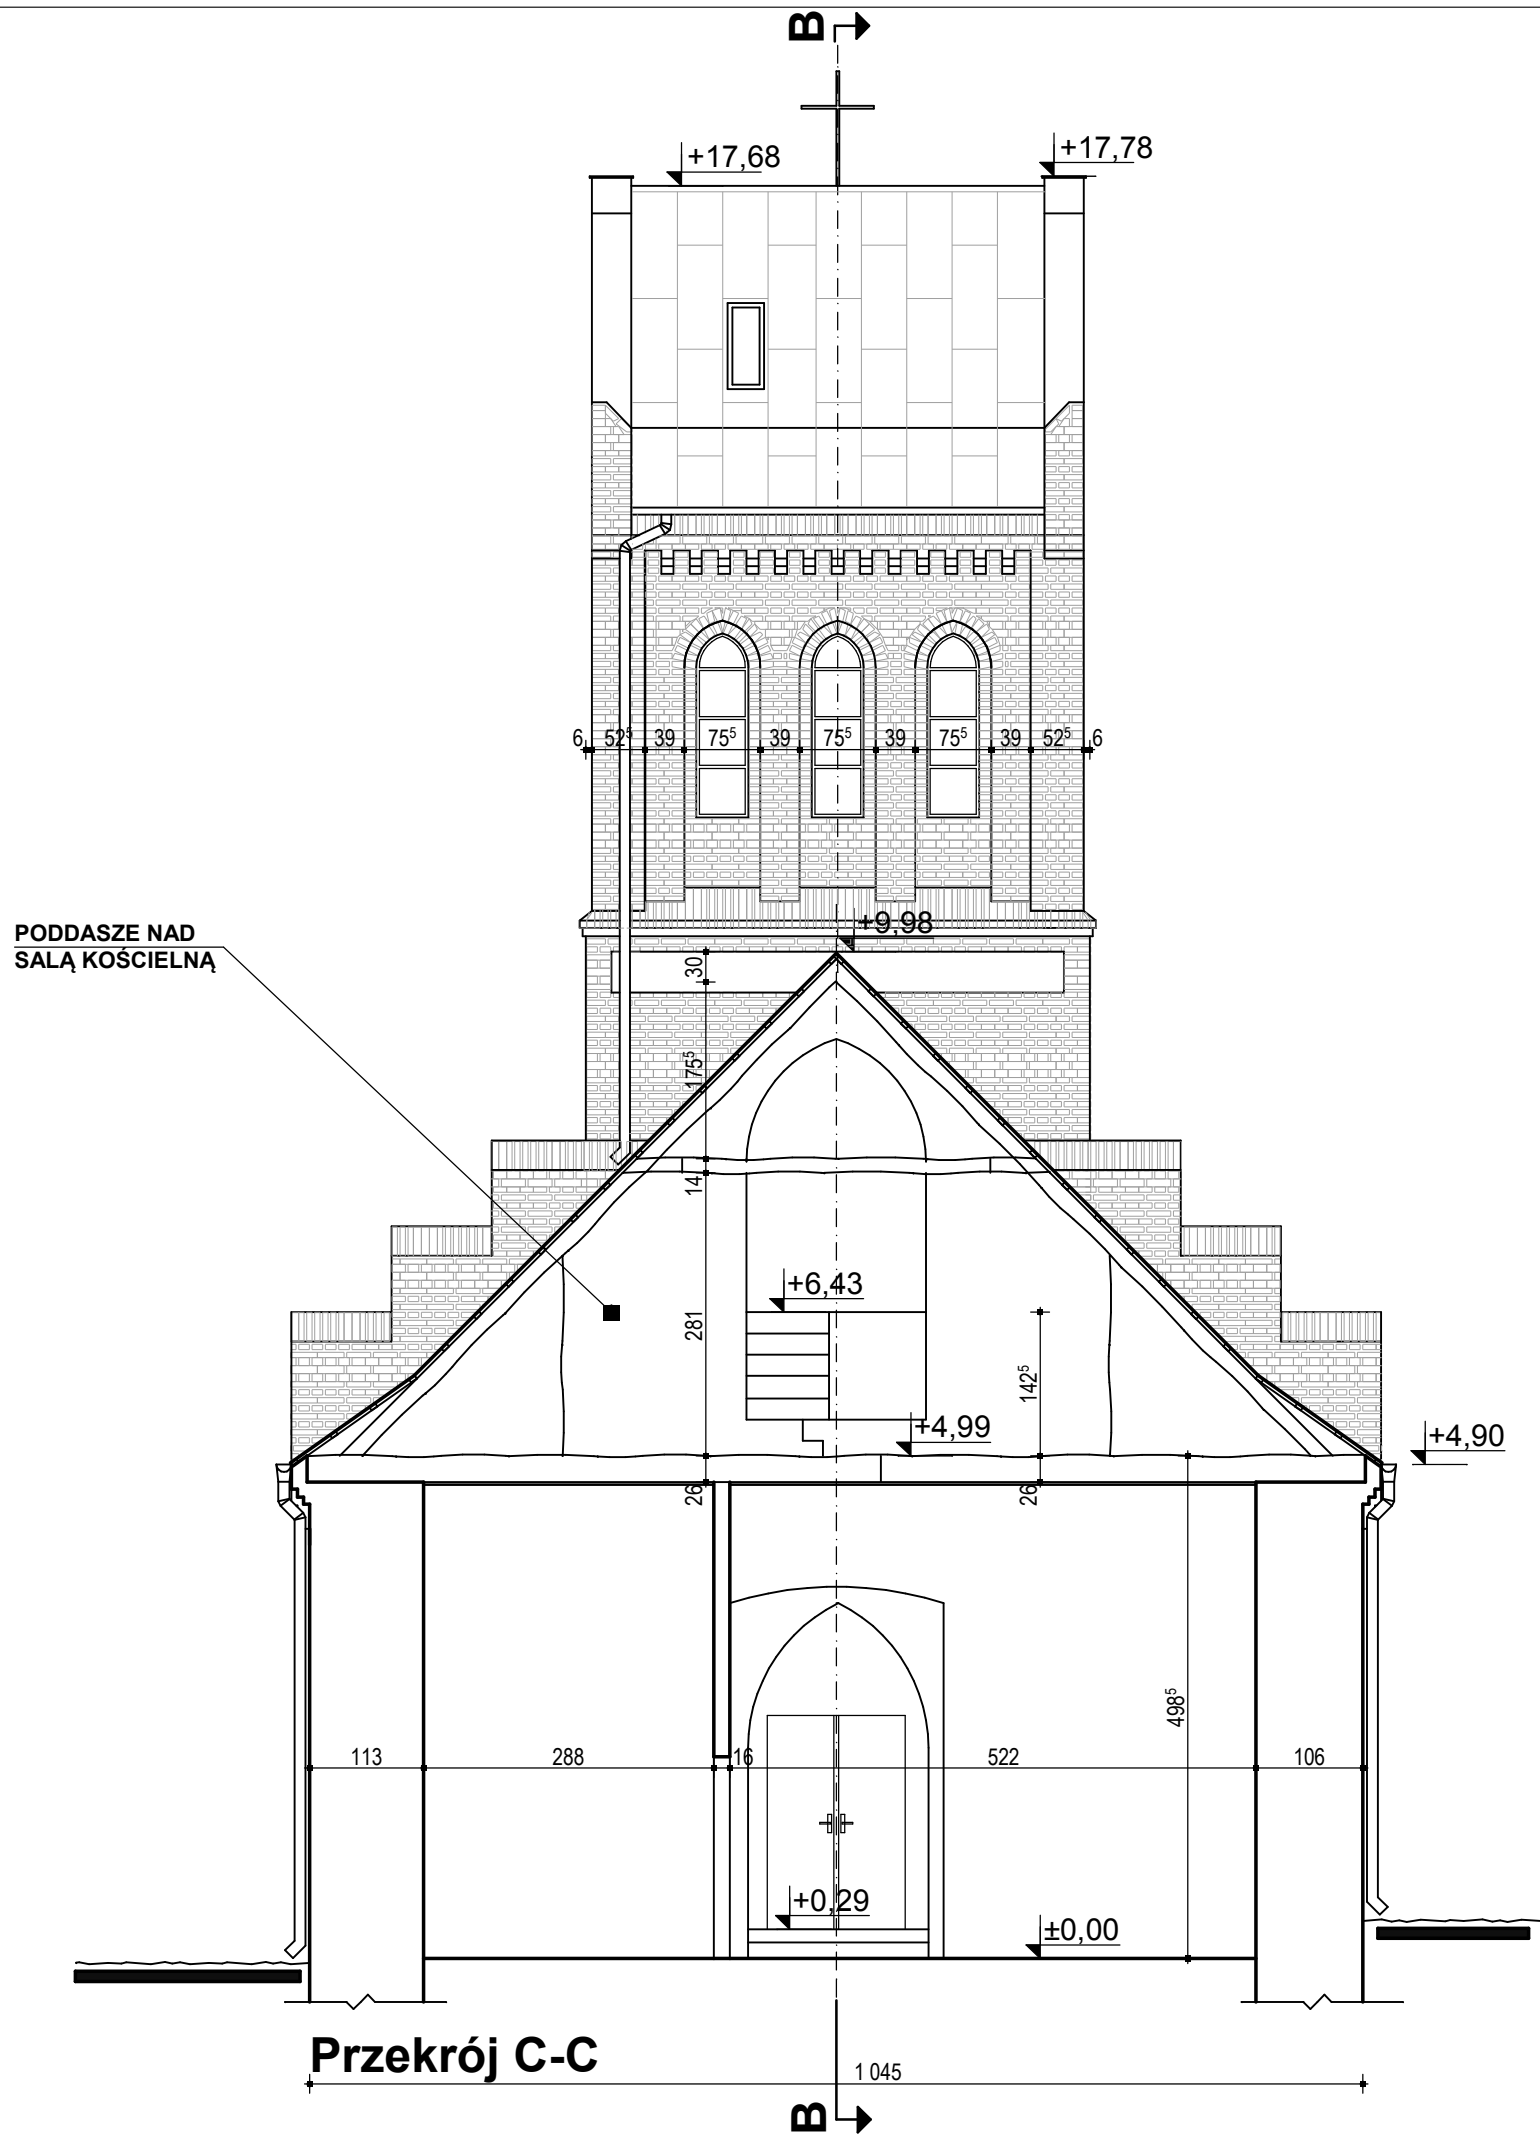 B
+17,68
+17,78
6 52⁵ 39 75⁵ 39 75⁵ 39 75⁵ 39 52⁵ 6
+9,98
PODDASZE NAD
SALĄ KOŚCIELNĄ
30
175⁵
14
+6,43
281
142⁵
+4,99
+4,90
26
26
498⁵
113 288 16 522 106
+0,29
±0,00
Przekrój C-C
1 045
B